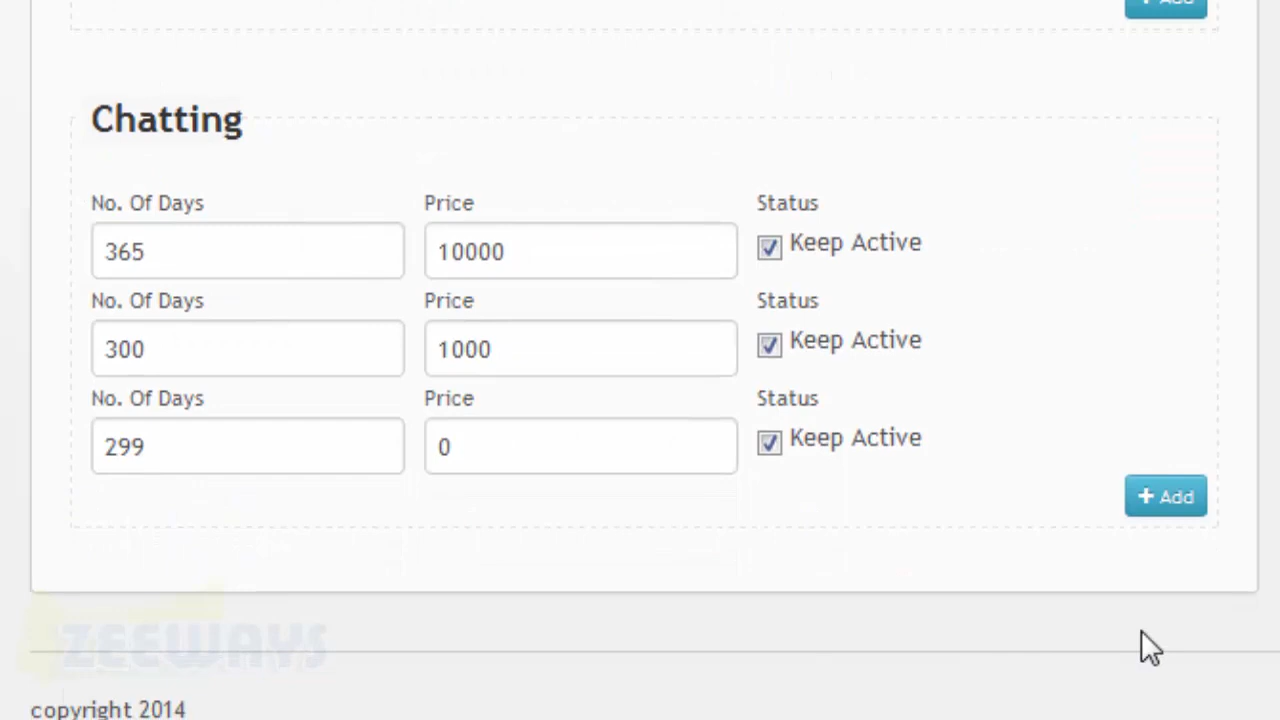 Add
Chatting
No. Of Days Price Status
365 10000 Keep Active
No. Of Days Price Status
300 1000 Keep Active
No. Of Days Price Status
299 0 Keep Active
+ Add
ZEEWAYS
copyright 2014